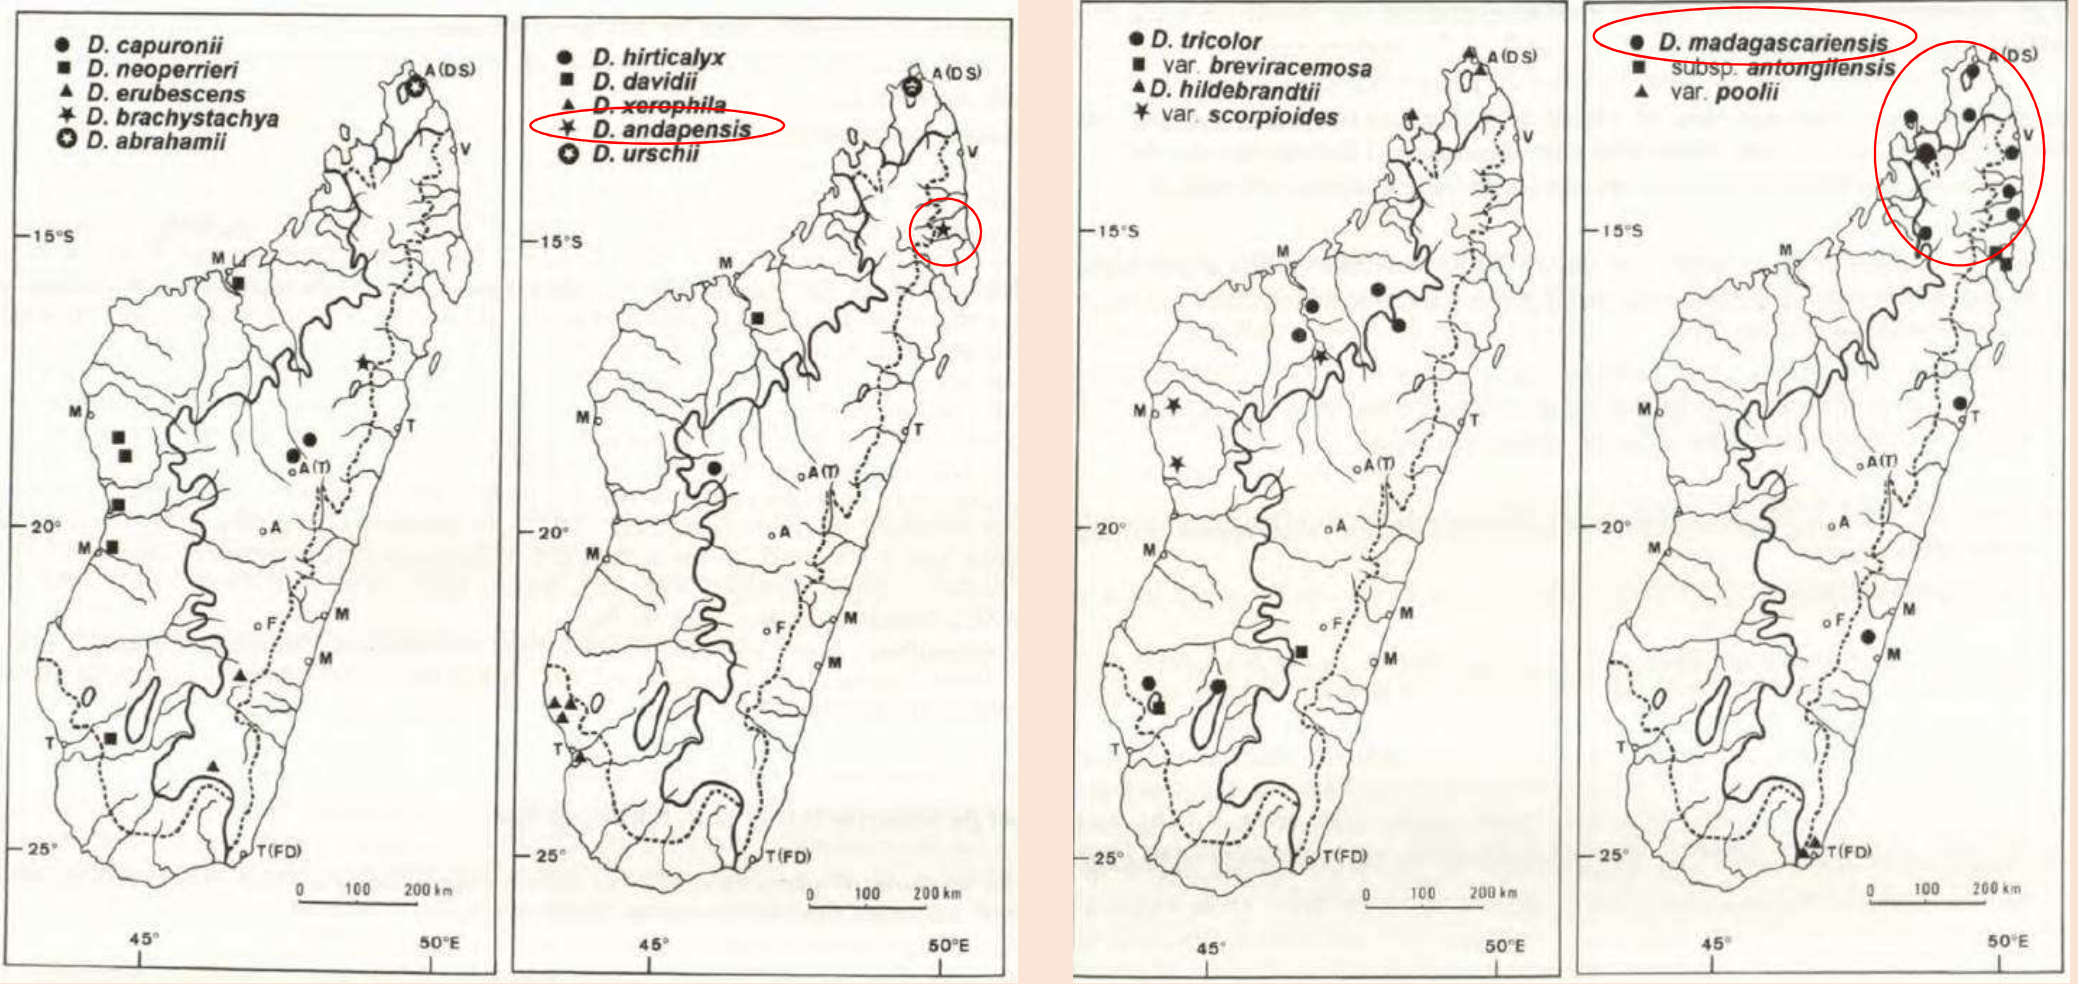 D. capuronii
D. neoperrieri
D. erubescens
D. brachystachya
D. abrahamii
A(DS)
V
15°S
M
M
T
A(T)
20°
A
M
F
M
M
T
25°
T(FD)
0 100 200 km
45° 50°E
D. hirticalyx
D. davidii
D. xerophila
D. andapensis
D. urschii
A(DS)
V
15°S
M
M
T
A(T)
20°
A
M
F
M
M
T
25°
T(FD)
0 100 200 km
45° 50°E
D. tricolor
var. breviracemosa
D. hildebrandtii
var. scorpioides
A(DS)
V
15°S
M
M
T
A(T)
20°
A
M
F
M
M
T
25°
T(FD)
0 100 200 km
45° 50°E
D. madagascariensis
subsp. antongilensis
var. poolii
A(DS)
V
15°S
M
M
T
A(T)
20°
A
M
F
M
M
T
25°
T(FD)
0 100 200 km
45° 50°E